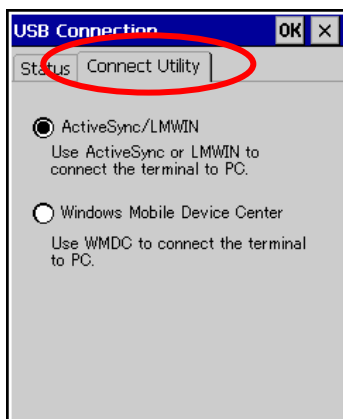 USB Connection OK ×
Status Connect Utility
ActiveSync/LMWIN
Use ActiveSync or LMWIN to
connect the terminal to PC.
Windows Mobile Device Center
Use WMDC to connect the terminal
to PC.